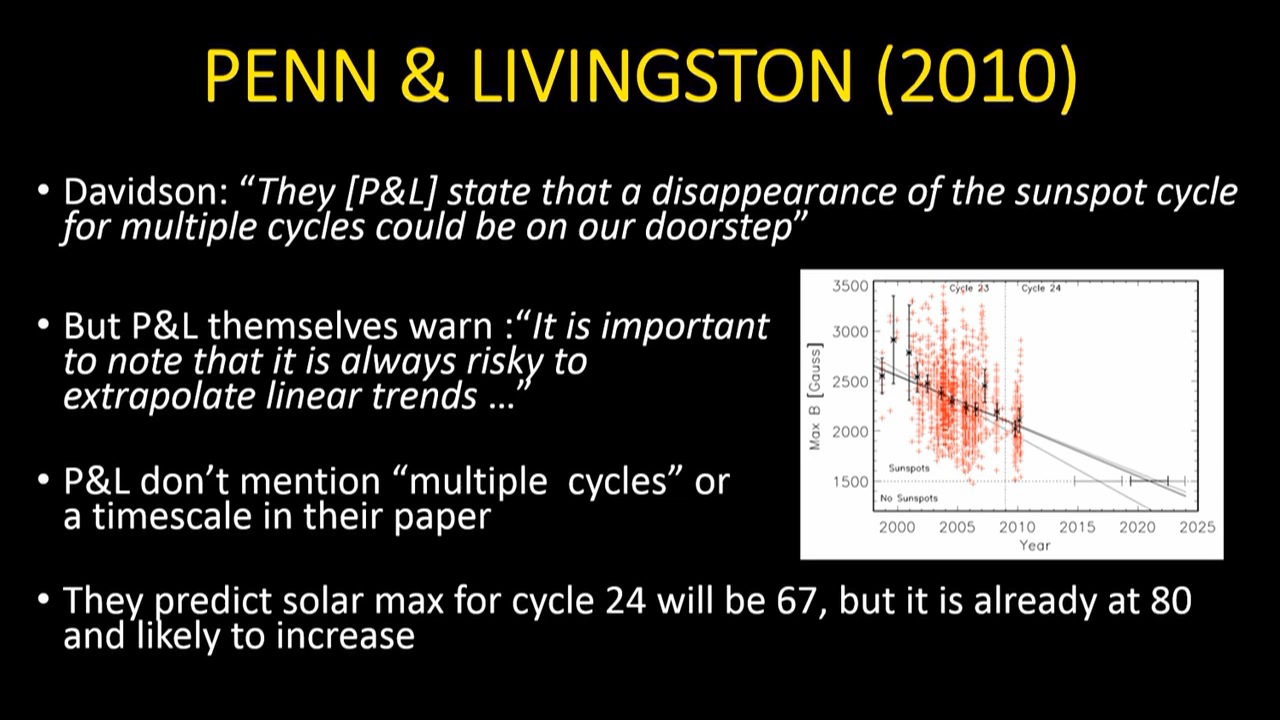 PENN & LIVINGSTON (2010)
• Davidson: “They [P&L] state that a disappearance of the sunspot cycle
for multiple cycles could be on our doorstep”
• But P&L themselves warn :“It is important
to note that it is always risky to
extrapolate linear trends …”
• P&L don’t mention “multiple  cycles” or
a timescale in their paper
• They predict solar max for cycle 24 will be 67, but it is already at 80
and likely to increase
Cycle 23
Cycle 24
3500
3000
2500
2000
1500
Max B [Gauss]
Sunspots
No Sunspots
2000 2005 2010 2015 2020 2025
Year